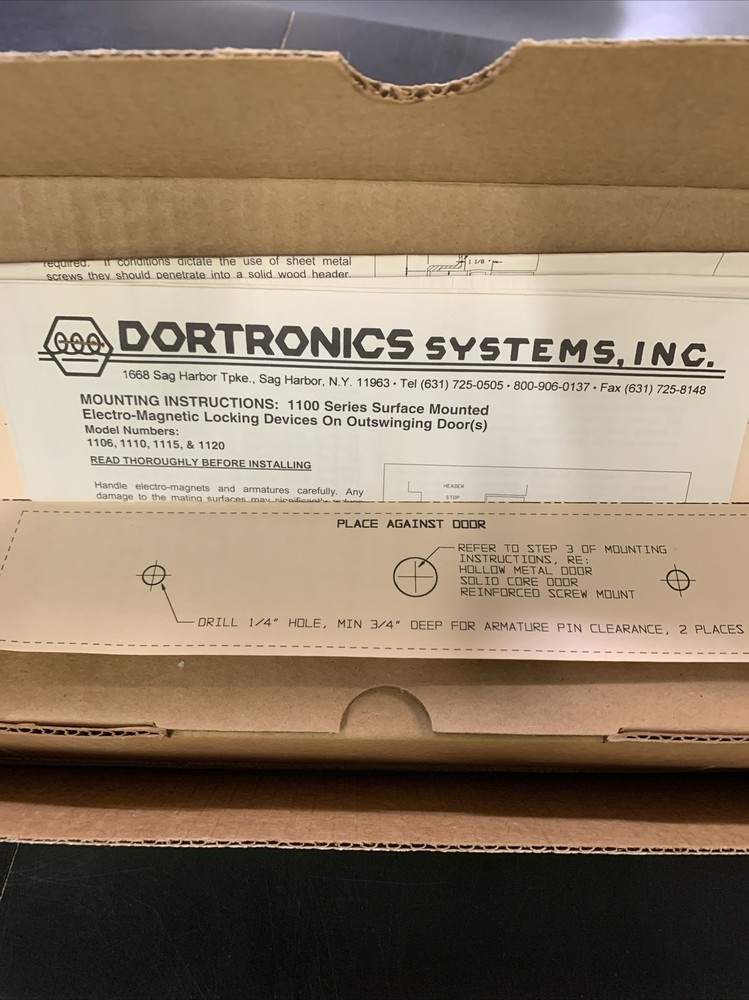 required. If conditions dictate the use of sheet metal
screws they should penetrate into a solid wood header.
1 1/8"
DORTRONICS SYSTEMS, INC.
1668 Sag Harbor Tpke., Sag Harbor, N.Y. 11963 • Tel (631) 725-0505 • 800-906-0137 • Fax (631) 725-8148
MOUNTING INSTRUCTIONS: 1100 Series Surface Mounted
Electro-Magnetic Locking Devices On Outswinging Door(s)
Model Numbers:
1106, 1110, 1115, & 1120
READ THOROUGHLY BEFORE INSTALLING
Handle electro-magnets and armatures carefully. Any
damage to the mating surfaces may significantly reduce
HEADER
STOP
PLACE AGAINST DOOR
REFER TO STEP 3 OF MOUNTING
INSTRUCTIONS, RE:
HOLLOW METAL DOOR
SOLID CORE DOOR
REINFORCED SCREW MOUNT
DRILL 1/4" HOLE, MIN 3/4" DEEP FOR ARMATURE PIN CLEARANCE, 2 PLACES